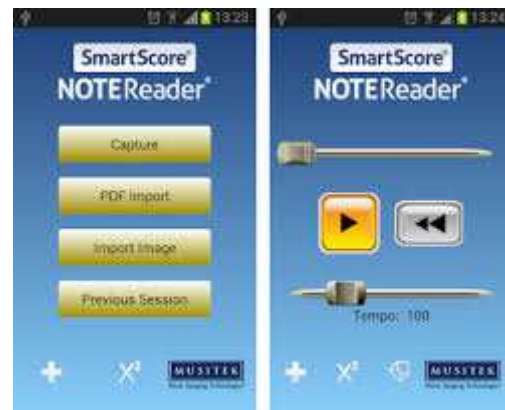 13:23
SmartScore®
NOTEReader®
Capture
PDF Import
Import Image
Previous Session
X²
MUSITEK
13:24
SmartScore®
NOTEReader®
Tempo: 100
X²
MUSITEK